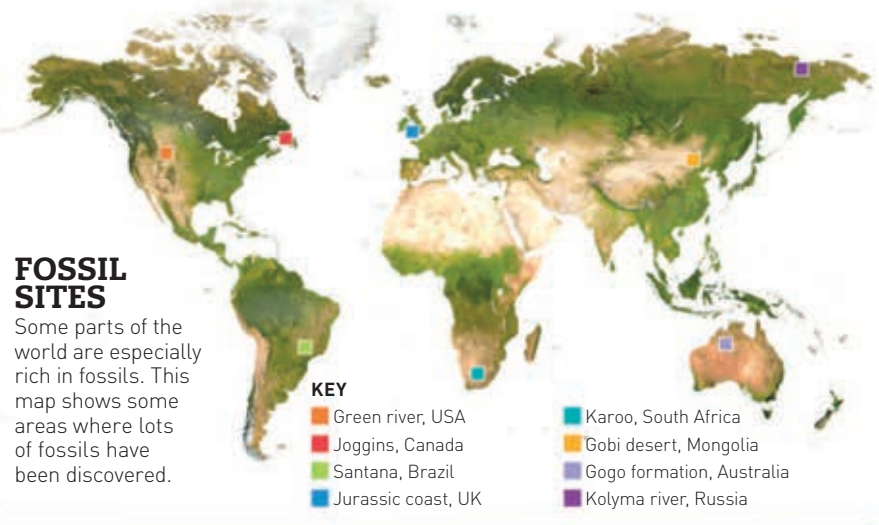 FOSSIL
SITES
Some parts of the
world are especially
rich in fossils. This
map shows some
areas where lots
of fossils have
been discovered.
KEY
Green river, USA
Joggins, Canada
Santana, Brazil
Jurassic coast, UK
Karoo, South Africa
Gobi desert, Mongolia
Gogo formation, Australia
Kolyma river, Russia